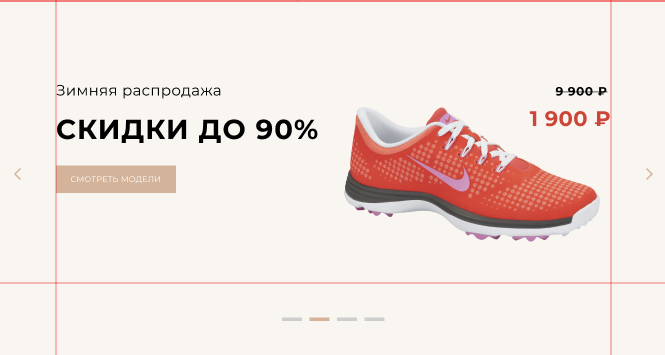 Зимняя распродажа
СКИДКИ ДО 90%
СМОТРЕТЬ МОДЕЛИ
9 900 ₽
1 900 ₽